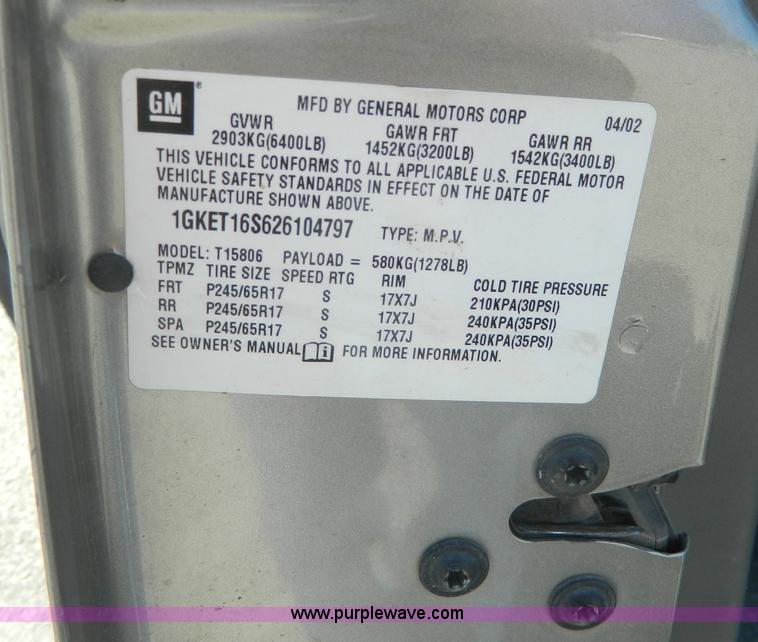 GM®
MFD BY GENERAL MOTORS CORP 04/02
GVWR GAWR FRT GAWR RR
2903KG(6400LB) 1452KG(3200LB) 1542KG(3400LB)
THIS VEHICLE CONFORMS TO ALL APPLICABLE U.S. FEDERAL MOTOR
VEHICLE SAFETY STANDARDS IN EFFECT ON THE DATE OF
MANUFACTURE SHOWN ABOVE.
1GKET16S626104797 TYPE: M.P.V.
MODEL: T15806 PAYLOAD = 580KG(1278LB)
TPMZ TIRE SIZE SPEED RTG RIM COLD TIRE PRESSURE
FRT P245/65R17 S 17X7J 210KPA(30PSI)
RR P245/65R17 S 17X7J 240KPA(35PSI)
SPA P245/65R17 S 17X7J 240KPA(35PSI)
SEE OWNER'S MANUAL i FOR MORE INFORMATION.
www.purplewave.com